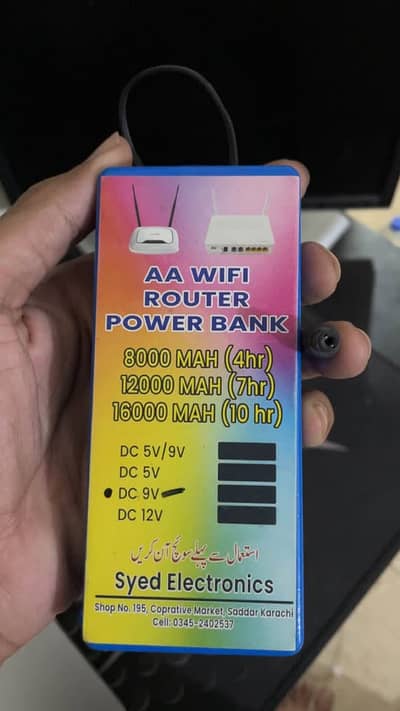 AA WIFI
ROUTER
POWER BANK
8000 MAH (4hr)
12000 MAH (7hr)
16000 MAH (10 hr)
DC 5V/9V
DC 5V
DC 9V
DC 12V
استعمال سے پہلے سوئچ آن کریں
Syed Electronics
Shop No. 195, Coprative Market, Saddar Karachi
Cell: 0345-2402537